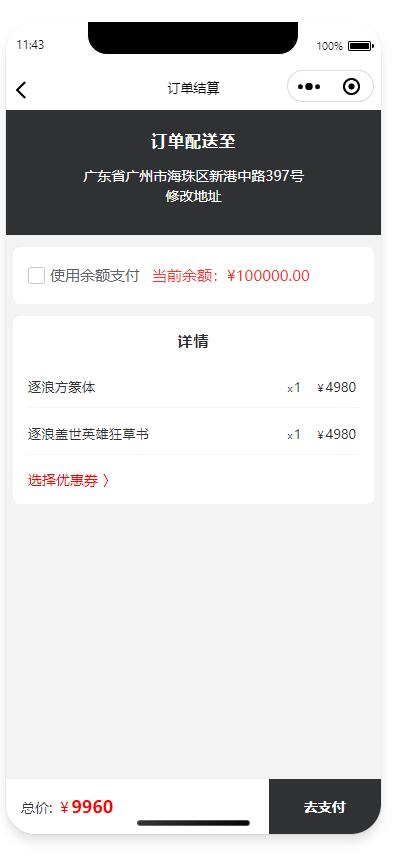 11:43 100%
订单结算
订单配送至
广东省广州市海珠区新港中路397号
修改地址
使用余额支付 当前余额：¥100000.00
详情
逐浪方篆体 x1 ¥4980
逐浪盖世英雄狂草书 x1 ¥4980
选择优惠券 〉
总价: ¥9960 去支付